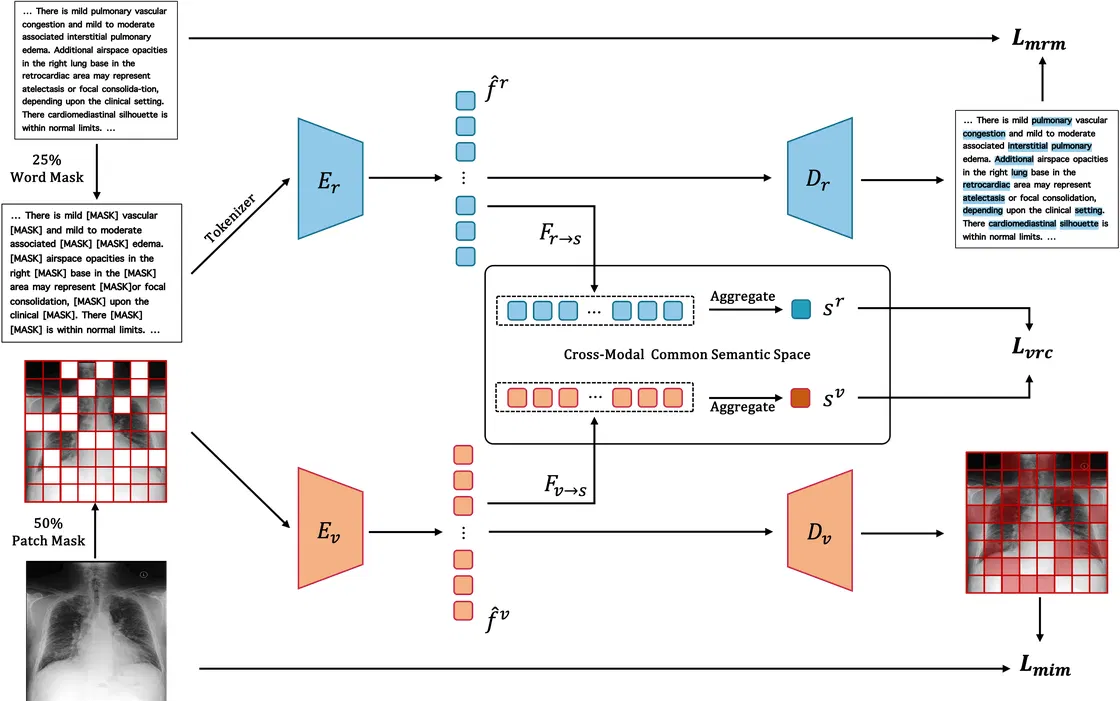 ... There is mild pulmonary vascular
congestion and mild to moderate
associated interstitial pulmonary
edema. Additional airspace opacities
in the right lung base in the
retrocardiac area may represent
atelectasis or focal consolida-tion,
depending upon the clinical setting.
There cardiomediastinal silhouette is
within normal limits. ...
25%
Word Mask
... There is mild [MASK] vascular
[MASK] and mild to moderate
associated [MASK] [MASK] edema.
[MASK] airspace opacities in the
right [MASK] base in the [MASK]
area may represent [MASK]or focal
consolidation, [MASK] upon the
clinical [MASK]. There [MASK]
[MASK] is within normal limits. ...
Tokenizer
E_r
f̂^r
D_r
L_mrm
... There is mild pulmonary vascular
congestion and mild to moderate
associated interstitial pulmonary
edema. Additional airspace opacities
in the right lung base in the
retrocardiac area may represent
atelectasis or focal consolidation,
depending upon the clinical setting.
There cardiomediastinal silhouette is
within normal limits. ...
F_r→s
... Aggregate s^r
Cross-Modal Common Semantic Space
... Aggregate s^v
L_vrc
F_v→s
50%
Patch Mask
E_v
f̂^v
D_v
L_mim